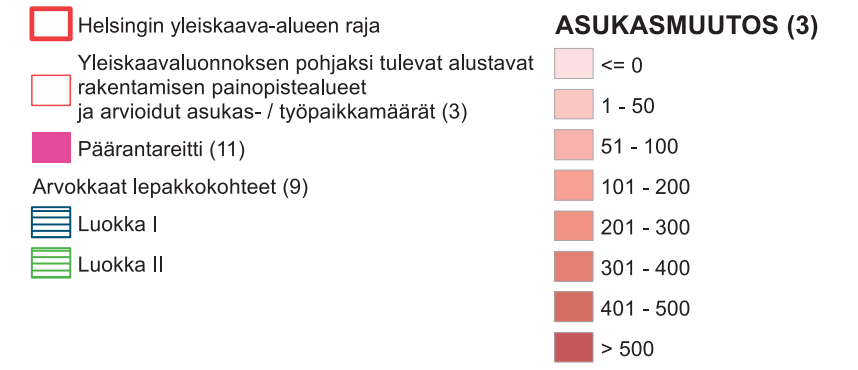 Helsingin yleiskaava-alueen raja
Yleiskaavaluonnoksen pohjaksi tulevat alustavat
rakentamisen painopistealueet
ja arvioidut asukas- / työpaikkamäärät (3)
Päärantareitti (11)
Arvokkaat lepakkokohteet (9)
Luokka I
Luokka II
ASUKASMUUTOS (3)
<= 0
1 - 50
51 - 100
101 - 200
201 - 300
301 - 400
401 - 500
> 500